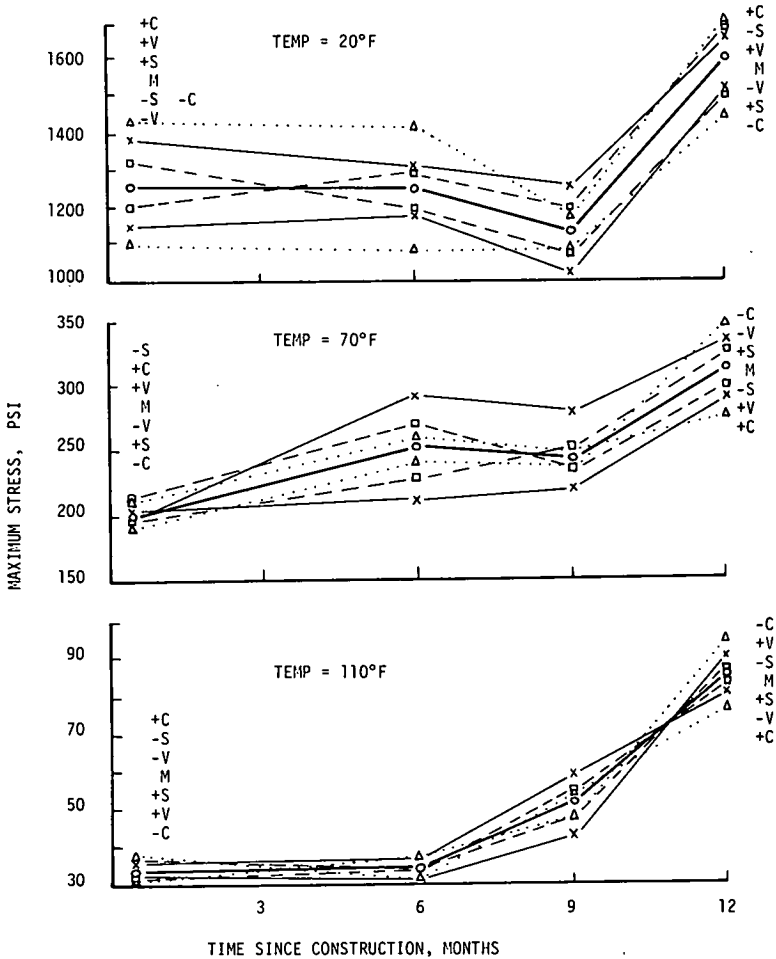 TEMP = 20°F
1600
1400
1200
1000
+C
+V
+S
M
-S -C
-V
+C
-S
+V
M
-V
+S
-C
TEMP = 70°F
350
300
250
200
150
-S
+C
+V
M
-V
+S
-C
-C
-V
+S
M
-S
+V
+C
MAXIMUM STRESS, PSI
TEMP = 110°F
90
70
50
30
+C
-S
-V
M
+S
+V
-C
-C
+V
-S
M
+S
-V
+C
3
6
9
12
TIME SINCE CONSTRUCTION, MONTHS